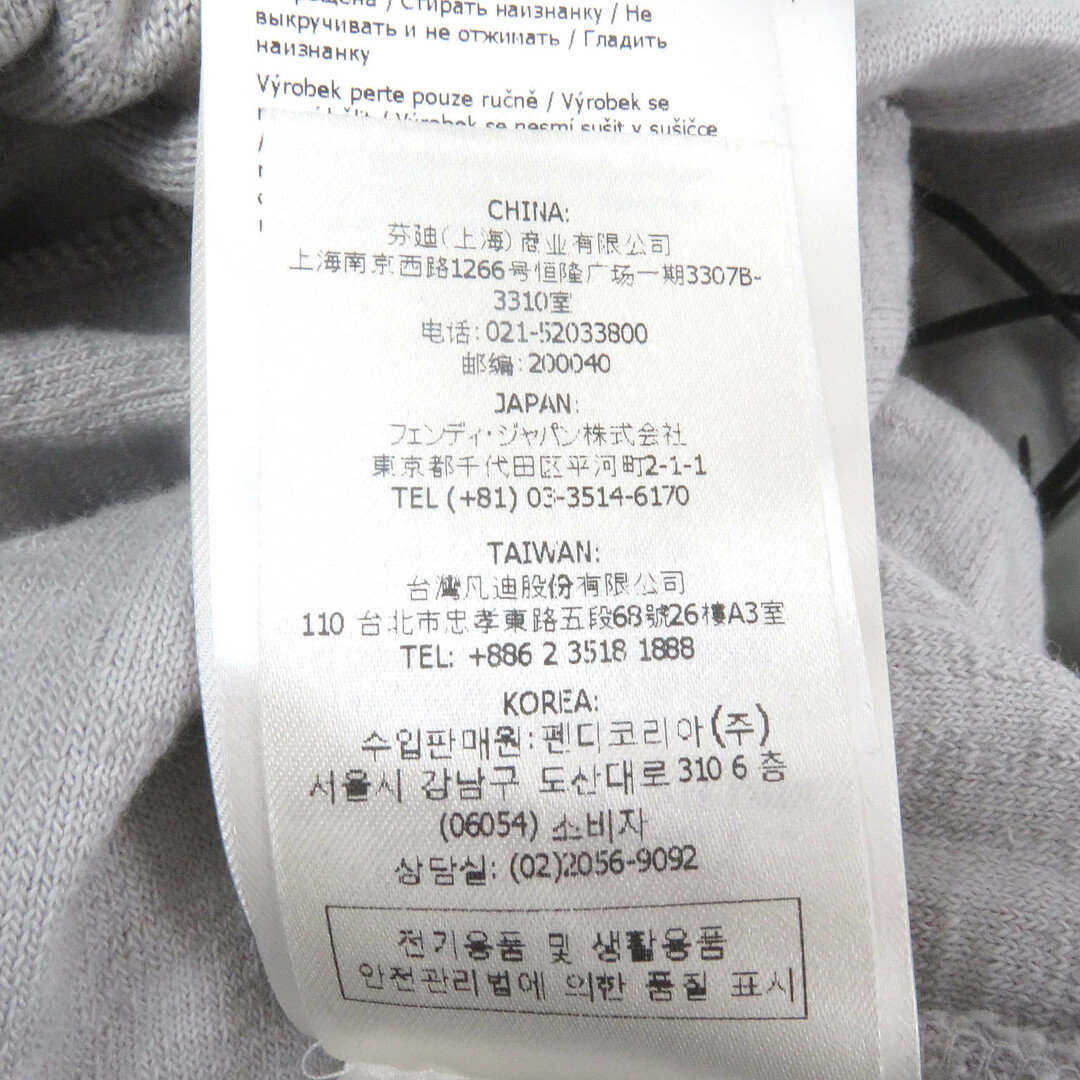 / Стирать наизнанку / Не
выкручивать и не отжимать / Гладить
наизнанку
Výrobek perte pouze ručně / Výrobek se
/ Výrobek se nesmí sušit v sušičce
CHINA:
芬迪(上海)商业有限公司
上海南京西路1266号恒隆广场一期3307B-
3310室
电话:021-52033800
邮编:200040
JAPAN:
フェンディ・ジャパン株式会社
東京都千代田区平河町2-1-1
TEL (+81) 03-3514-6170
TAIWAN:
台灣凡迪股份有限公司
110 台北市忠孝東路五段68號26樓A3室
TEL: +886 2 3518 1888
KOREA:
수입판매원:펜디코리아(주)
서울시 강남구 도산대로 310 6 층
(06054) 소비자
상담실: (02)2056-9092
전기용품 및 생활용품
안전관리법에 의한 품질 표시